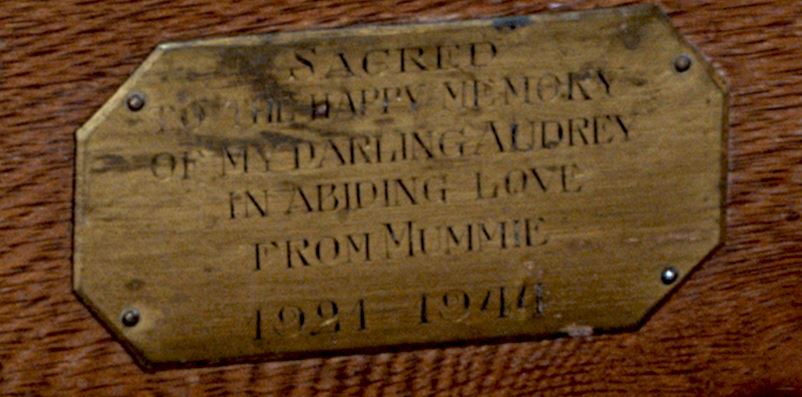 SACRED
TO THE HAPPY MEMORY
OF MY DARLING AUDREY
IN ABIDING LOVE
FROM MUMMIE
1921 1944